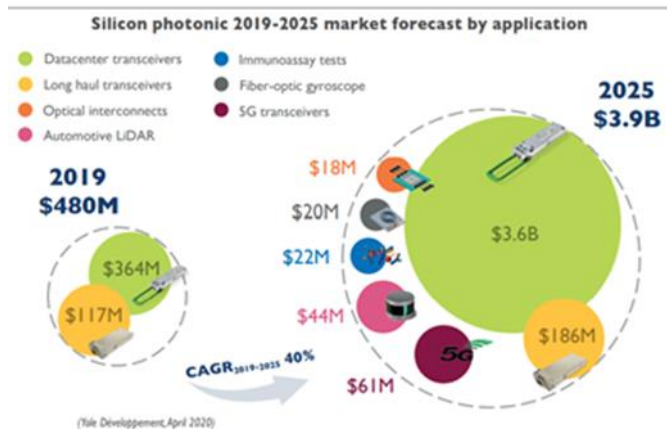 Silicon photonic 2019-2025 market forecast by application
Datacenter transceivers
Long haul transceivers
Optical interconnects
Automotive LiDAR
Immunoassay tests
Fiber-optic gyroscope
5G transceivers
2019
$480M
$364M
$117M
CAGR2019-2025 40%
2025
$3.9B
$18M
$20M
$22M
$44M
$61M
5G
$3.6B
$186M
(Yole Développement, April 2020)